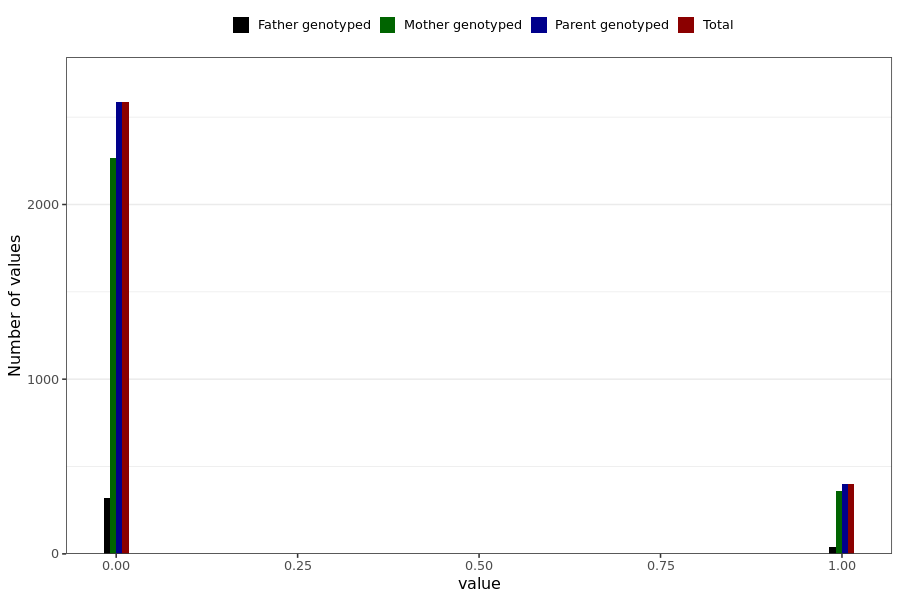 Father genotyped Mother genotyped Parent genotyped Total
Number of values
2000
1000
0
0.00 0.25 0.50 0.75 1.00
value